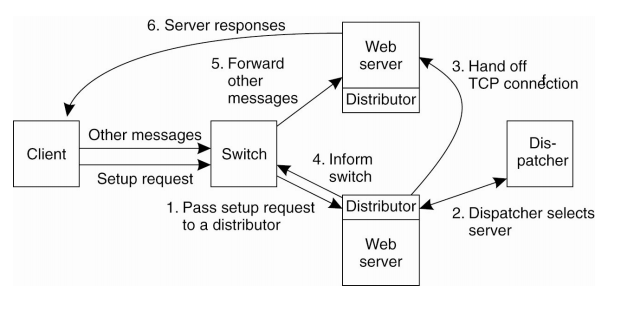 6. Server responses
Web
server
Distributor
5. Forward
other
messages
3. Hand off
TCP connection
Client
Other messages
Setup request
Switch
4. Inform
switch
Dis-
patcher
1. Pass setup request
to a distributor
Distributor
Web
server
2. Dispatcher selects
server